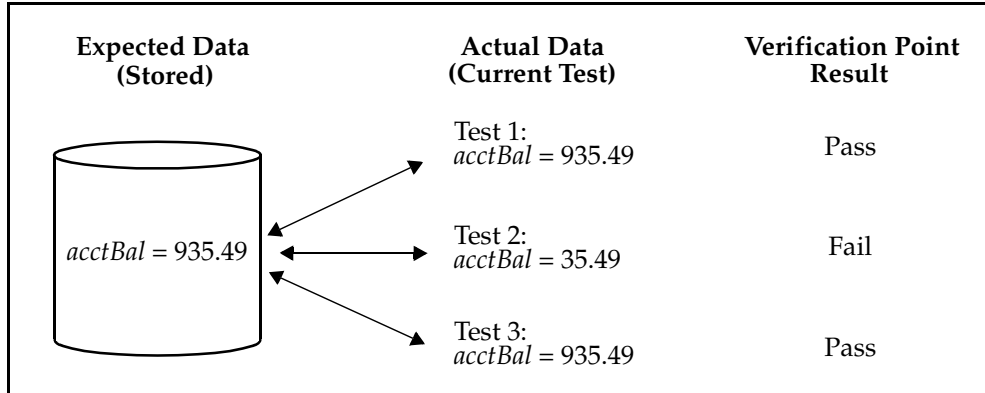 Expected Data
(Stored)
Actual Data
(Current Test)
Verification Point
Result
acctBal = 935.49
Test 1:
acctBal = 935.49
Pass
Test 2:
acctBal = 35.49
Fail
Test 3:
acctBal = 935.49
Pass